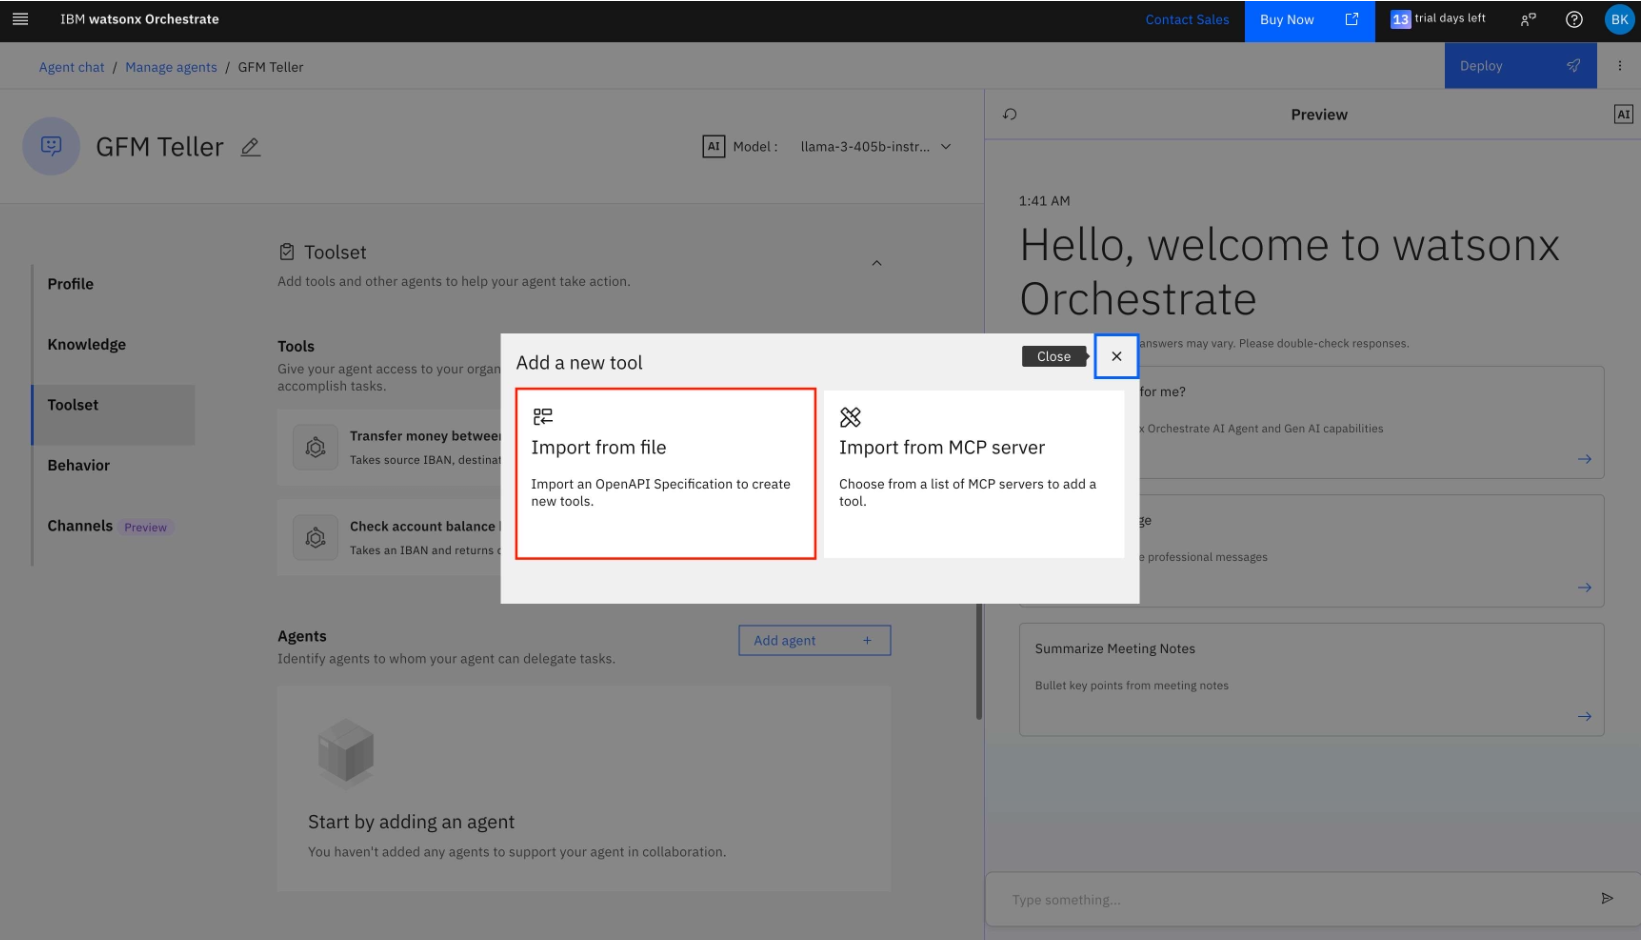 IBM watsonx Orchestrate
Contact Sales
Buy Now
13 trial days left
BK
Agent chat / Manage agents / GFM Teller
Deploy
GFM Teller
AI Model : llama-3-405b-instr...
Preview
AI
Profile
Knowledge
Toolset
Behavior
Channels Preview
Toolset
Add tools and other agents to help your agent take action.
Tools
Give your agent access to your organ
accomplish tasks.
Transfer money betwee
Takes source IBAN, destinat
Check account balance
Takes an IBAN and returns
Agents
Identify agents to whom your agent can delegate tasks.
Add agent +
Start by adding an agent
You haven't added any agents to support your agent in collaboration.
Add a new tool
Close
Import from file
Import an OpenAPI Specification to create
new tools.
Import from MCP server
Choose from a list of MCP servers to add a
tool.
1:41 AM
Hello, welcome to watsonx
Orchestrate
answers may vary. Please double-check responses.
for me?
x Orchestrate AI Agent and Gen AI capabilities
ge
e professional messages
Summarize Meeting Notes
Bullet key points from meeting notes
Type something...